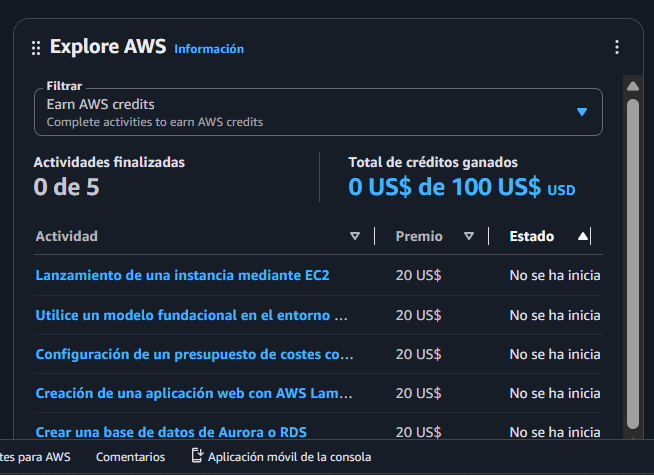 Explore AWS Información
Filtrar
Earn AWS credits
Complete activities to earn AWS credits
Actividades finalizadas
0 de 5
Total de créditos ganados
0 US$ de 100 US$ USD
Actividad Premio Estado
Lanzamiento de una instancia mediante EC2 20 US$ No se ha inicia
Utilice un modelo fundacional en el entorno ... 20 US$ No se ha inicia
Configuración de un presupuesto de costes co... 20 US$ No se ha inicia
Creación de una aplicación web con AWS Lam... 20 US$ No se ha inicia
Crear una base de datos de Aurora o RDS 20 US$ No se ha inicia
tes para AWS Comentarios Aplicación móvil de la consola